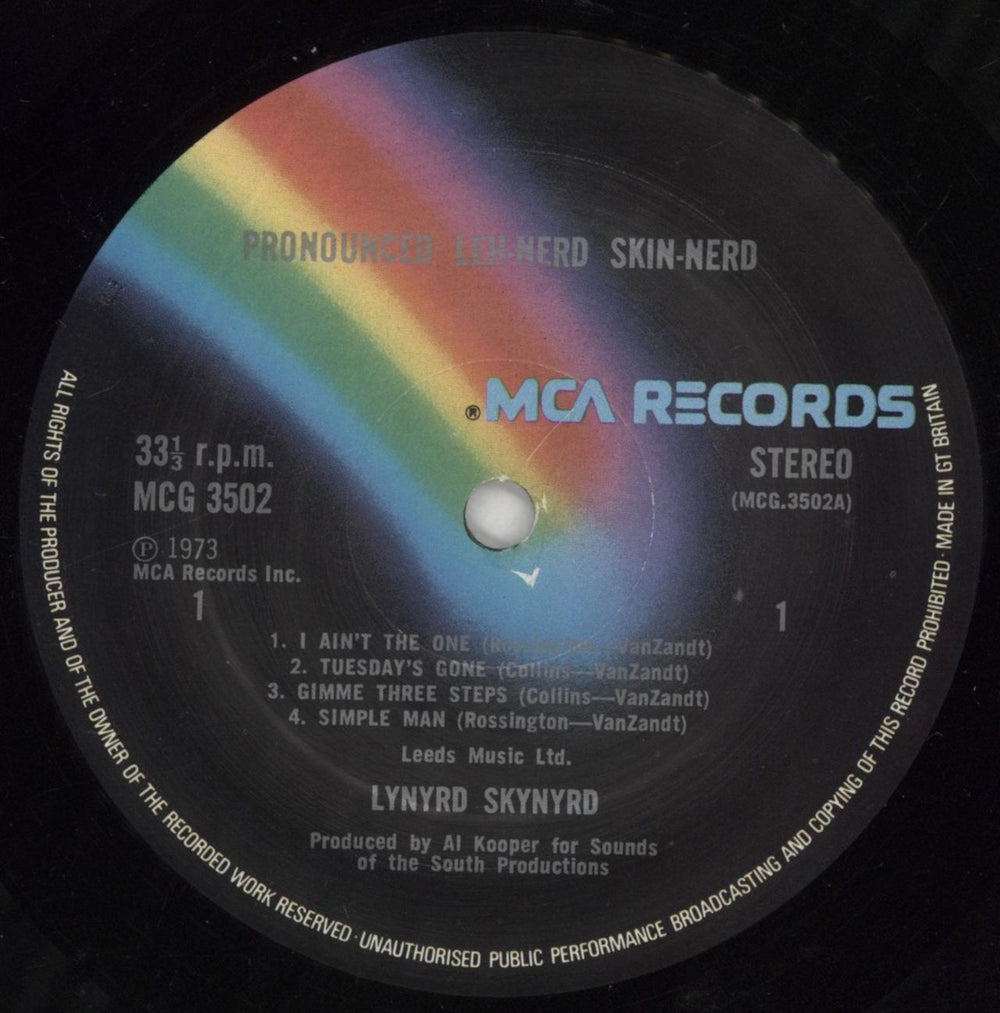 PRONOUNCED LEH-NERD SKIN-NERD
® MCA RECORDS
33⅓ r.p.m.
MCG 3502
STEREO
(MCG.3502A)
℗ 1973
MCA Records Inc.
1
1
1. I AIN'T THE ONE (Rossington—VanZandt)
2. TUESDAY'S GONE (Collins—VanZandt)
3. GIMME THREE STEPS (Collins—VanZandt)
4. SIMPLE MAN (Rossington—VanZandt)
Leeds Music Ltd.
LYNYRD SKYNYRD
Produced by Al Kooper for Sounds
of the South Productions
ALL RIGHTS OF THE PRODUCER AND OF THE OWNER OF THE RECORDED WORK RESERVED · UNAUTHORISED PUBLIC PERFORMANCE BROADCASTING AND COPYING OF THIS RECORD PROHIBITED · MADE IN GT BRITAIN